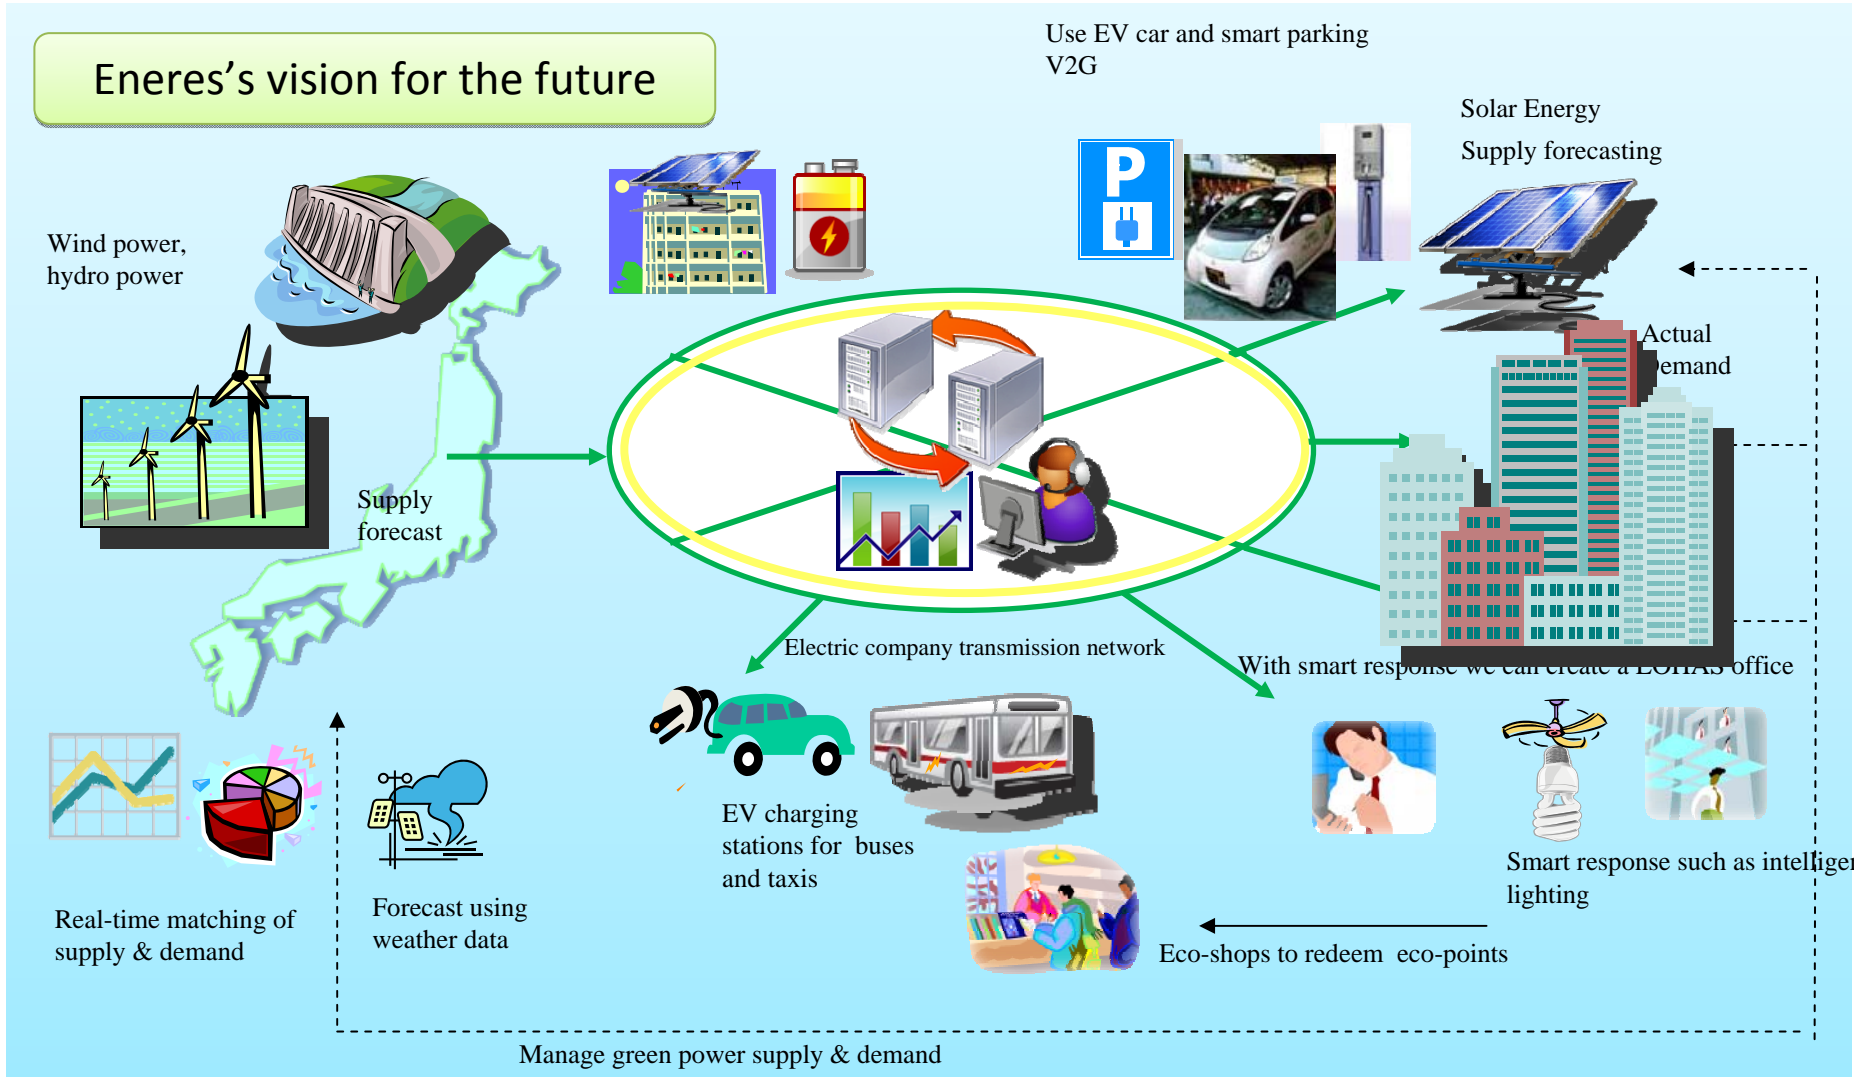 Eneres's vision for the future
Use EV car and smart parking
V2G
Solar Energy
Supply forecasting
P
Wind power,
hydro power
Actual
Demand
Supply
forecast
Electric company transmission network
With smart response we can create a LOHAS office
EV charging
stations for buses
and taxis
Smart response such as intelligen
lighting
Real-time matching of
supply & demand
Forecast using
weather data
Eco-shops to redeem eco-points
Manage green power supply & demand